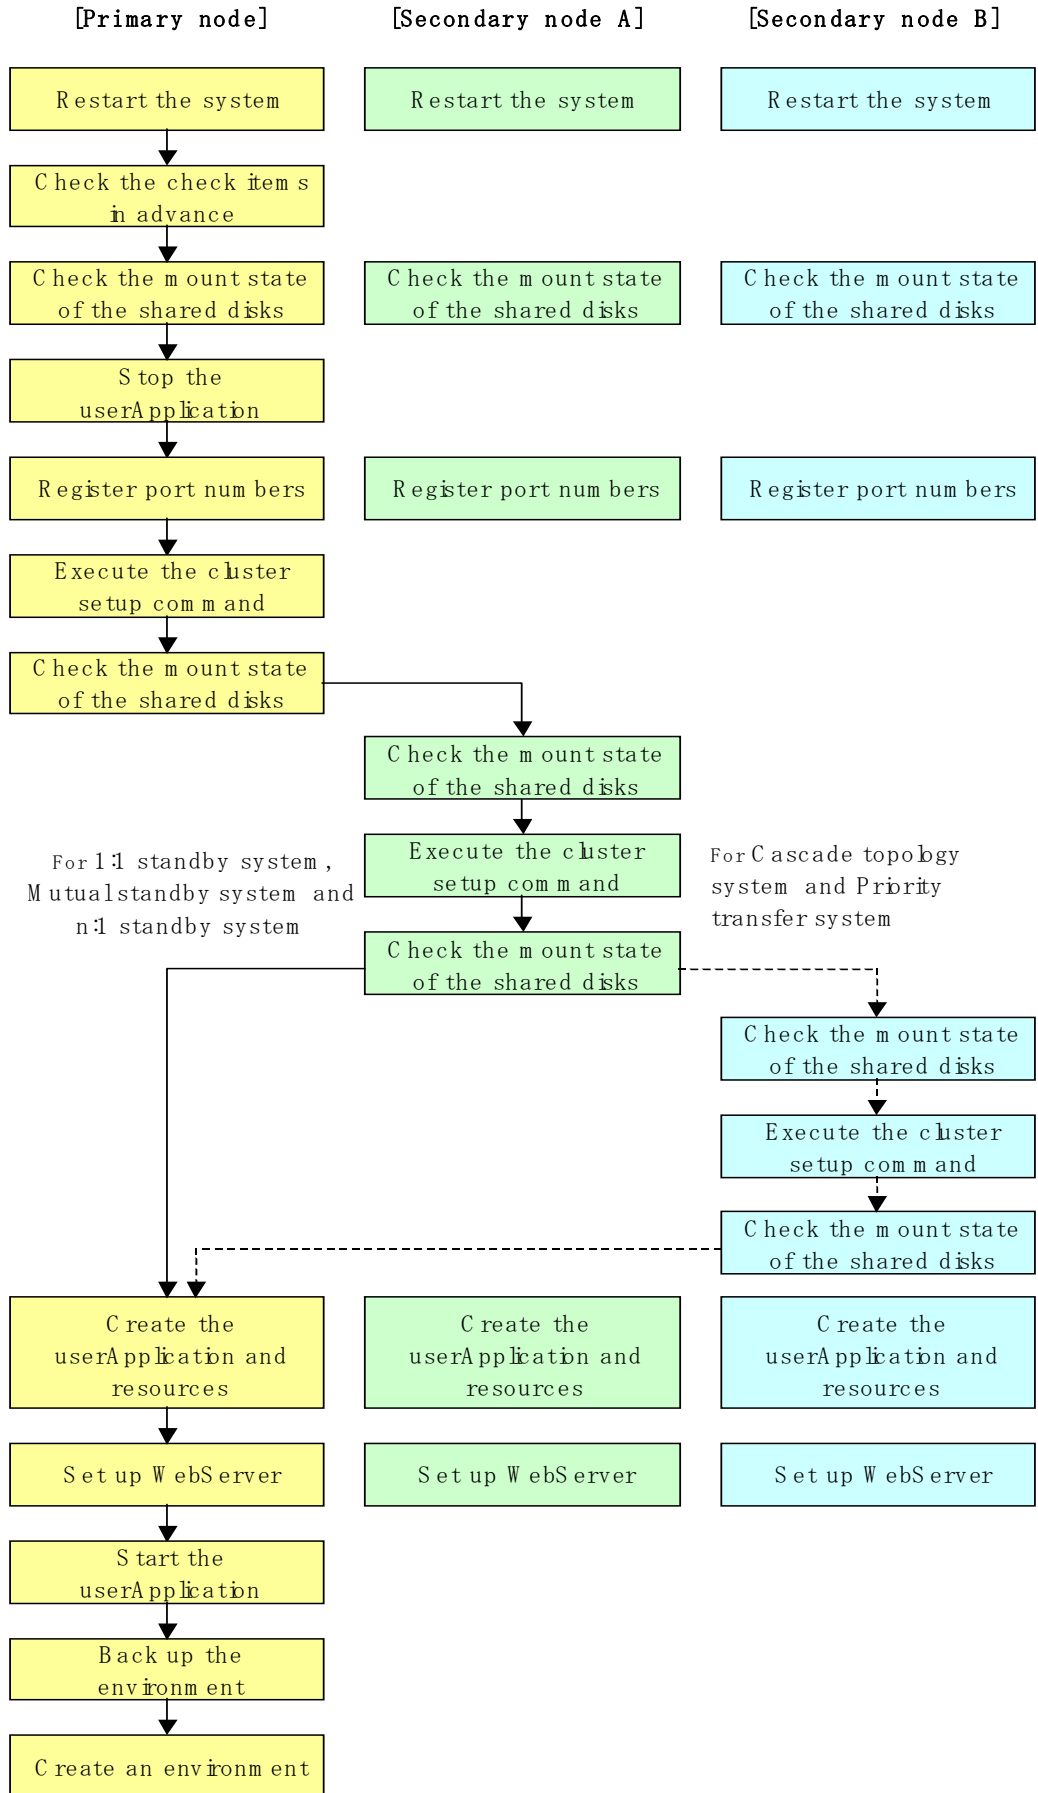 [Primary node]
[Secondary node A]
[Secondary node B]
Restart the system
Restart the system
Restart the system
Check the check items
in advance
Check the mount state
of the shared disks
Check the mount state
of the shared disks
Check the mount state
of the shared disks
Stop the
userApplication
Register port numbers
Register port numbers
Register port numbers
Execute the cluster
setup command
Check the mount state
of the shared disks
Check the mount state
of the shared disks
For 1:1 standby system,
Mutual standby system and
n:1 standby system
Execute the cluster
setup command
For Cascade topology
system and Priority
transfer system
Check the mount state
of the shared disks
Check the mount state
of the shared disks
Execute the cluster
setup command
Check the mount state
of the shared disks
Create the
userApplication and
resources
Create the
userApplication and
resources
Create the
userApplication and
resources
Set up WebServer
Set up WebServer
Set up WebServer
Start the
userApplication
Back up the
environment
Create an environment